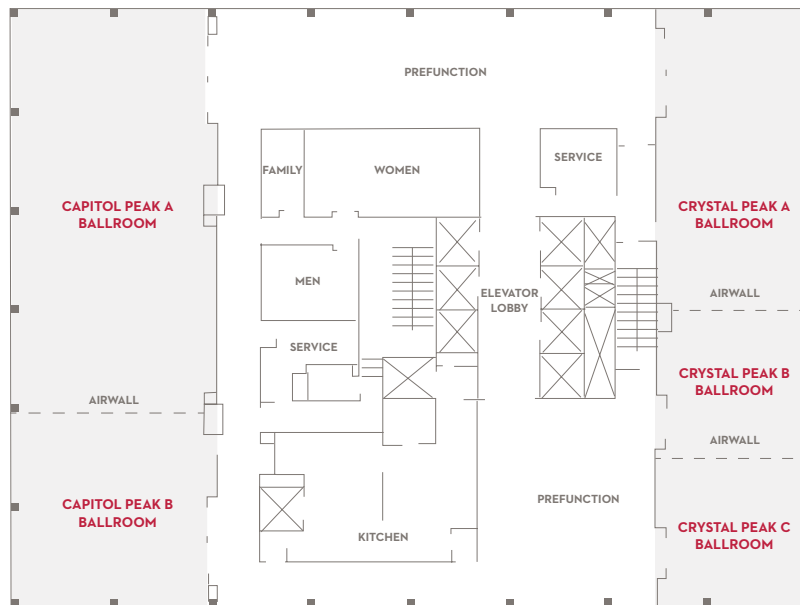 PREFUNCTION
FAMILY
WOMEN
SERVICE
CAPITOL PEAK A
BALLROOM
CRYSTAL PEAK A
BALLROOM
MEN
ELEVATOR
LOBBY
AIRWALL
SERVICE
CRYSTAL PEAK B
BALLROOM
AIRWALL
AIRWALL
CAPITOL PEAK B
BALLROOM
PREFUNCTION
CRYSTAL PEAK C
BALLROOM
KITCHEN